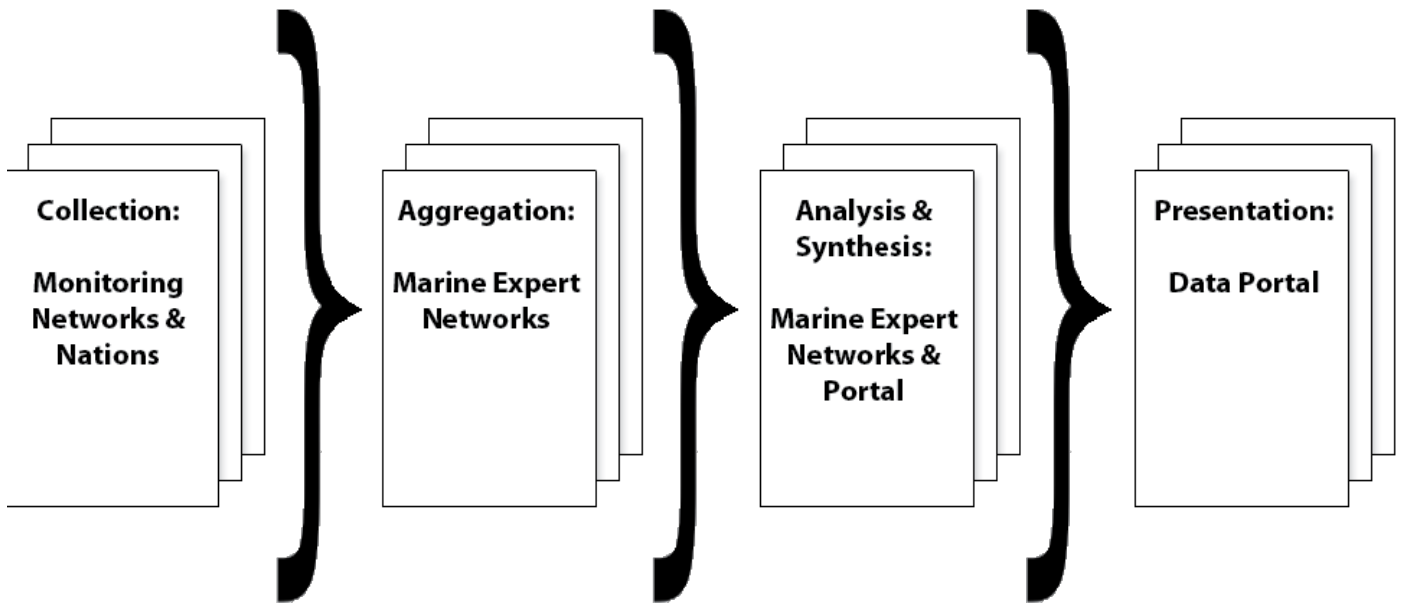 Collection:
Monitoring
Networks &
Nations
Aggregation:
Marine Expert
Networks
Analysis &
Synthesis:
Marine Expert
Networks &
Portal
Presentation:
Data Portal